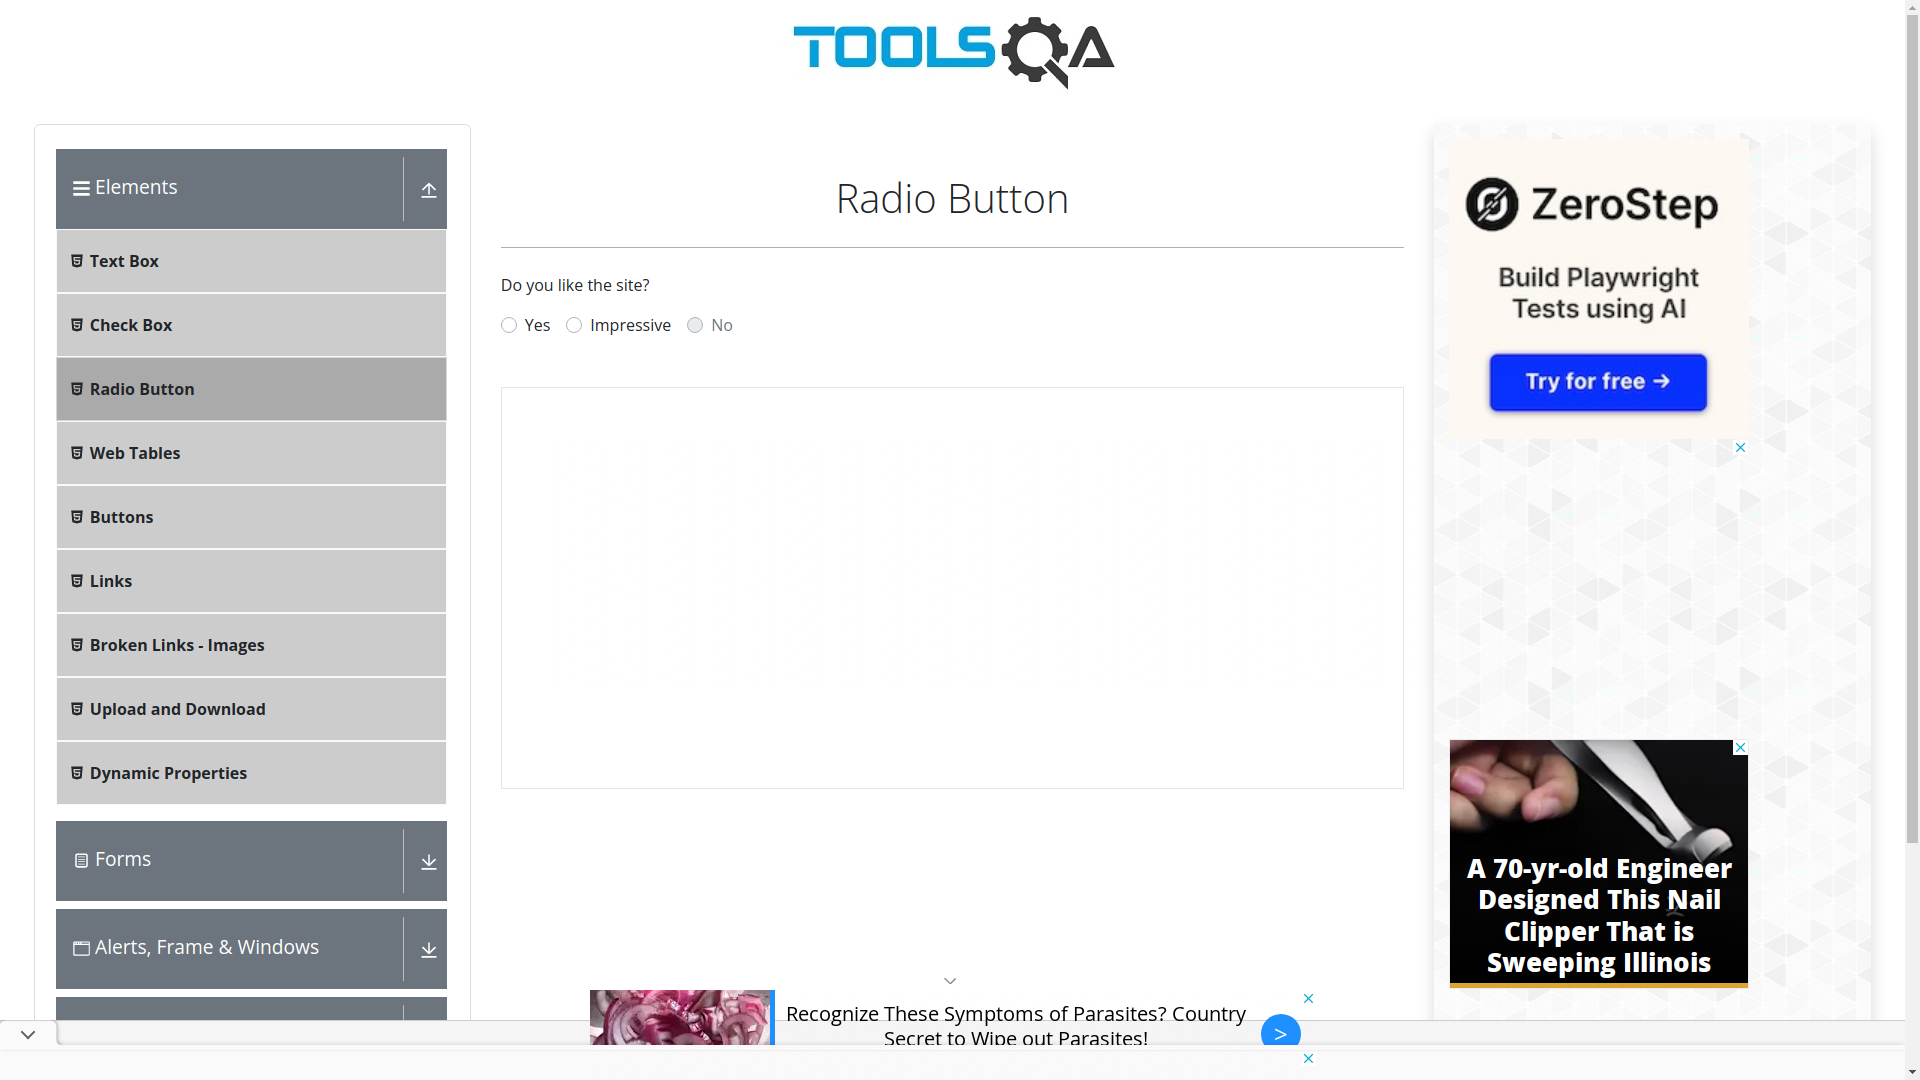 TOOLSQA
Elements
Text Box
Check Box
Radio Button
Web Tables
Buttons
Links
Broken Links - Images
Upload and Download
Dynamic Properties
Forms
Alerts, Frame & Windows
Radio Button
Do you like the site?
Yes
Impressive
No
ZeroStep
Build Playwright
Tests using AI
Try for free →
A 70-yr-old Engineer
Designed This Nail
Clipper That is
Sweeping Illinois
Recognize These Symptoms of Parasites? Country
Secret to Wipe out Parasites!
>